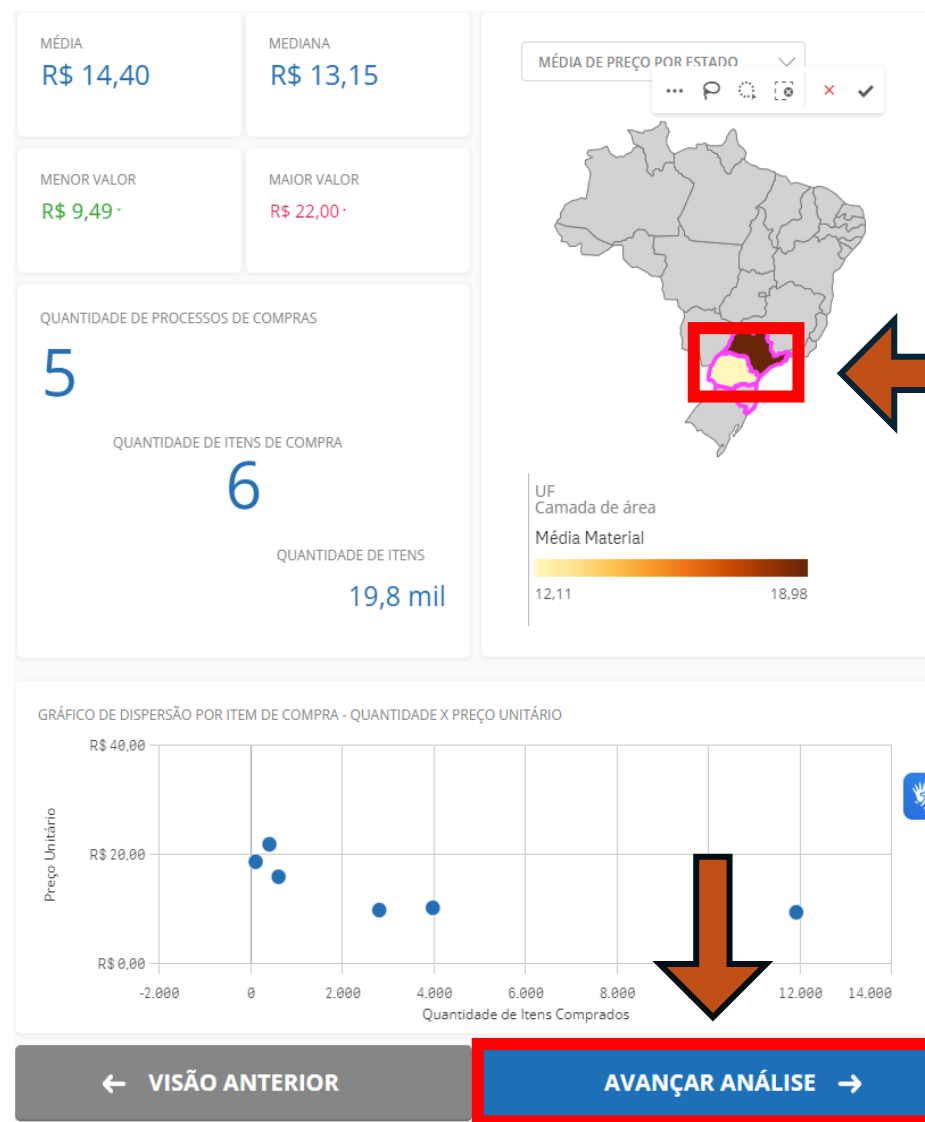 MÉDIA
R$ 14,40
MEDIANA
R$ 13,15
MENOR VALOR
R$ 9,49
MAIOR VALOR
R$ 22,00
QUANTIDADE DE PROCESSOS DE COMPRAS
5
QUANTIDADE DE ITENS DE COMPRA
6
QUANTIDADE DE ITENS
19,8 mil
MÉDIA DE PREÇO POR ESTADO
UF
Camada de área
Média Material
12,11
18,98
GRÁFICO DE DISPERSÃO POR ITEM DE COMPRA - QUANTIDADE X PREÇO UNITÁRIO
Preço Unitário
R$ 40,00
R$ 20,00
R$ 0,00
-2.000 0 2.000 4.000 6.000 8.000 12.000 14.000
Quantidade de Itens Comprados
VISÃO ANTERIOR
AVANÇAR ANÁLISE